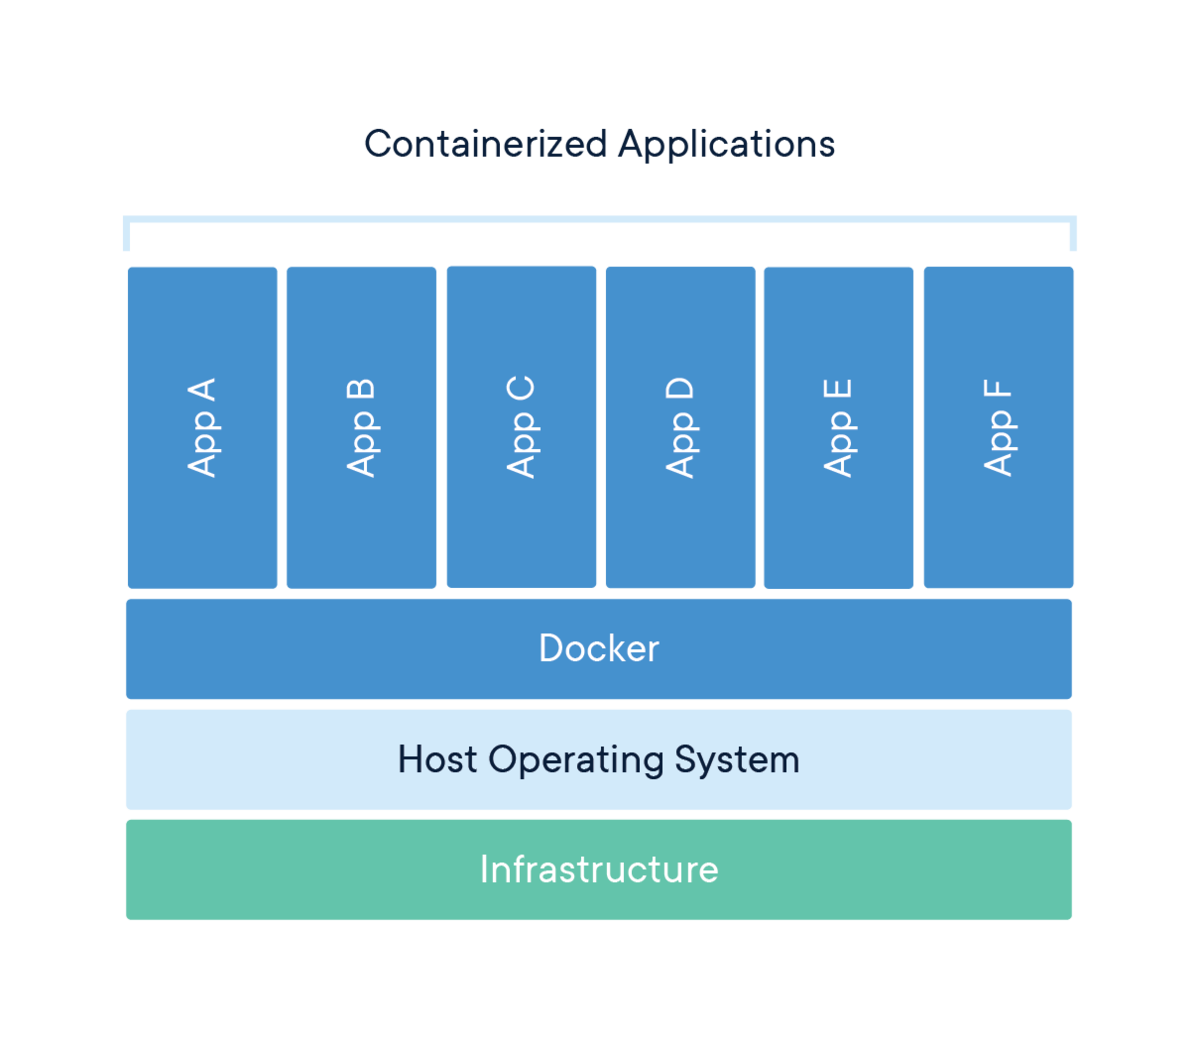 Containerized Applications
App A
App B
App C
App D
App E
App F
Docker
Host Operating System
Infrastructure